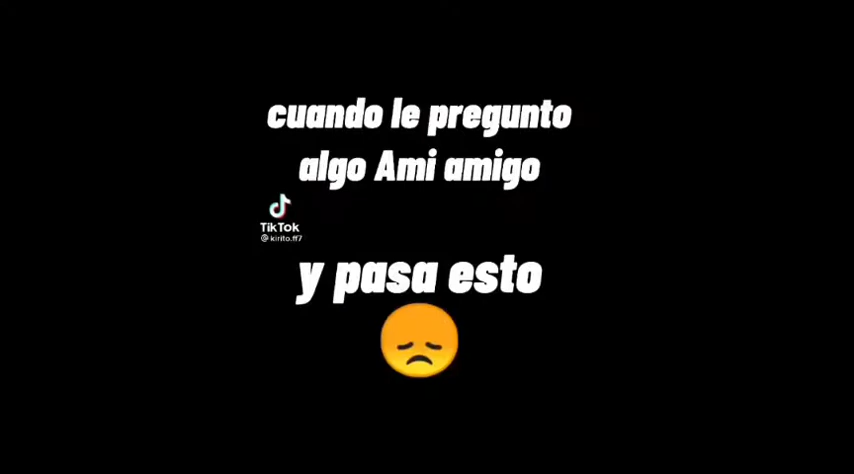 cuando le pregunto
algo Ami amigo
TikTok
@ kirito.ff7
y pasa esto